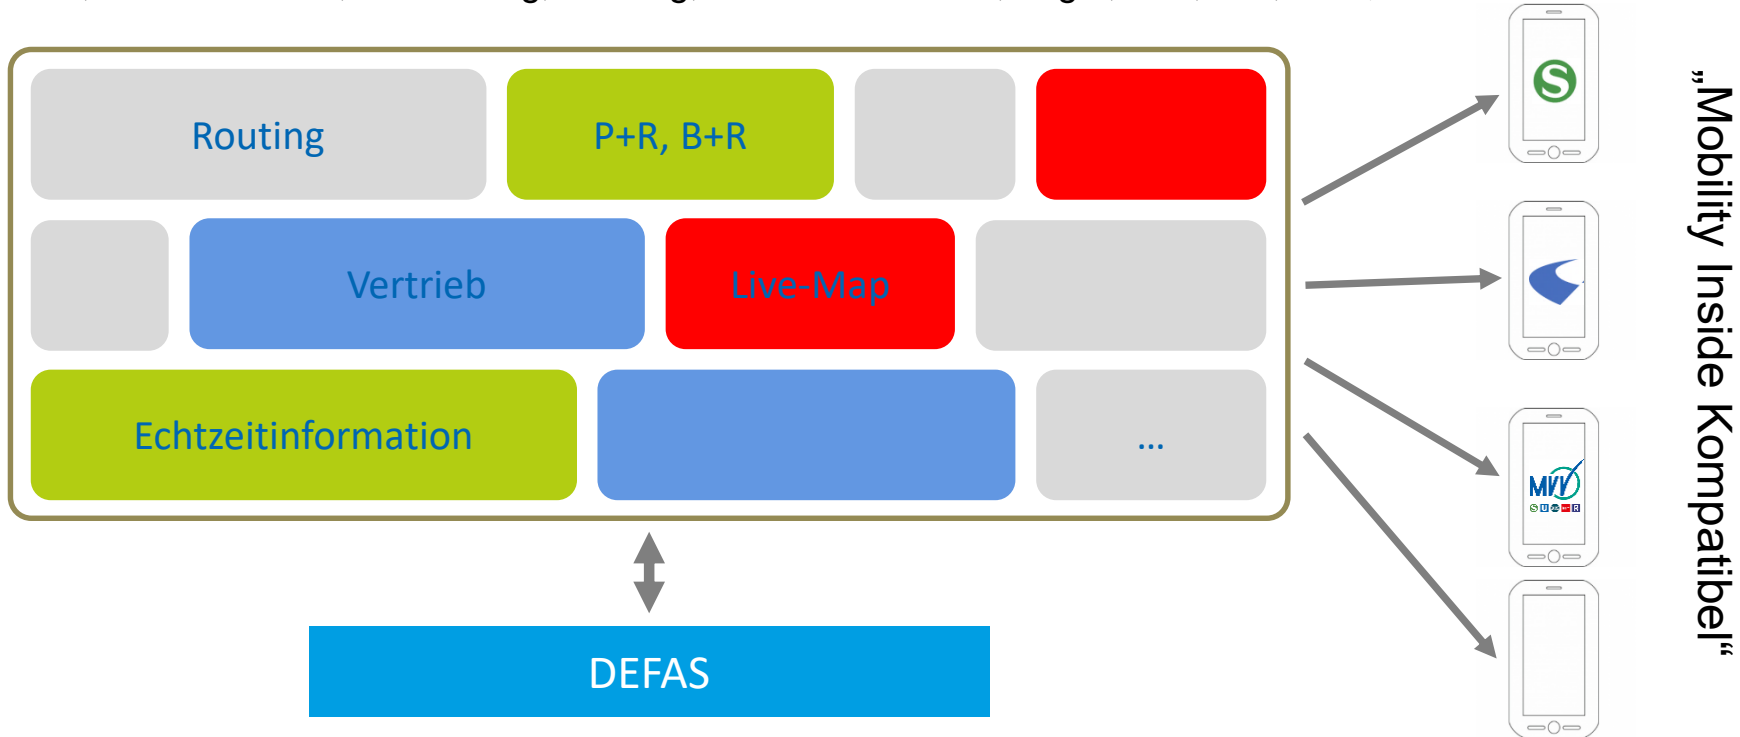 Routing
P+R, B+R
Vertrieb
Live-Map
Echtzeitinformation
...
DEFAS
S
MVV
S U R
„Mobility Inside Kompatibel“